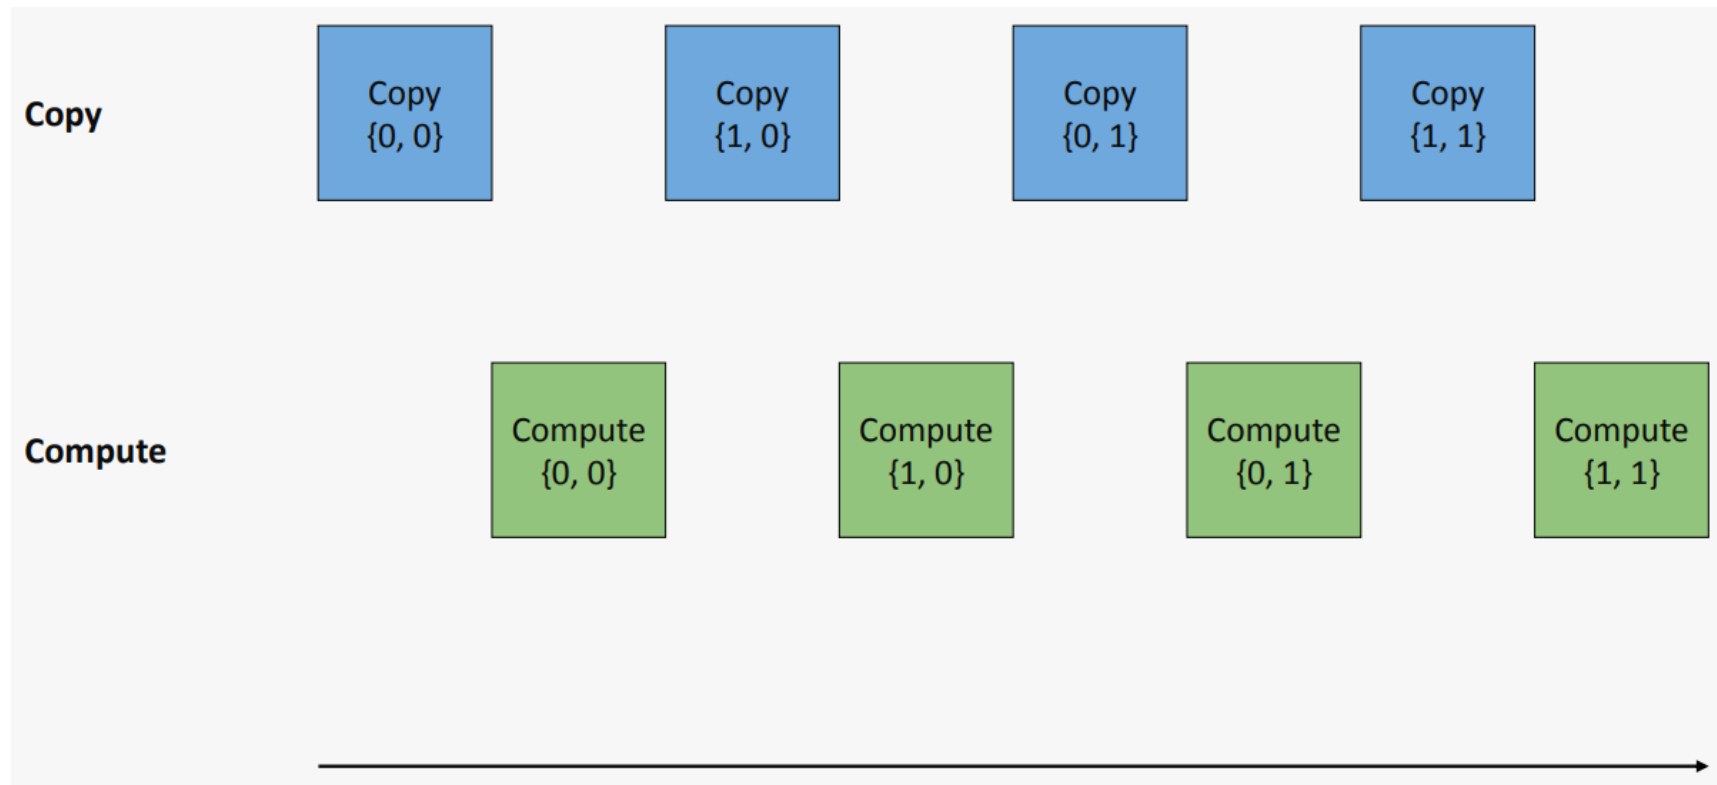 Copy
Copy
{0, 0}
Copy
{1, 0}
Copy
{0, 1}
Copy
{1, 1}
Compute
Compute
{0, 0}
Compute
{1, 0}
Compute
{0, 1}
Compute
{1, 1}